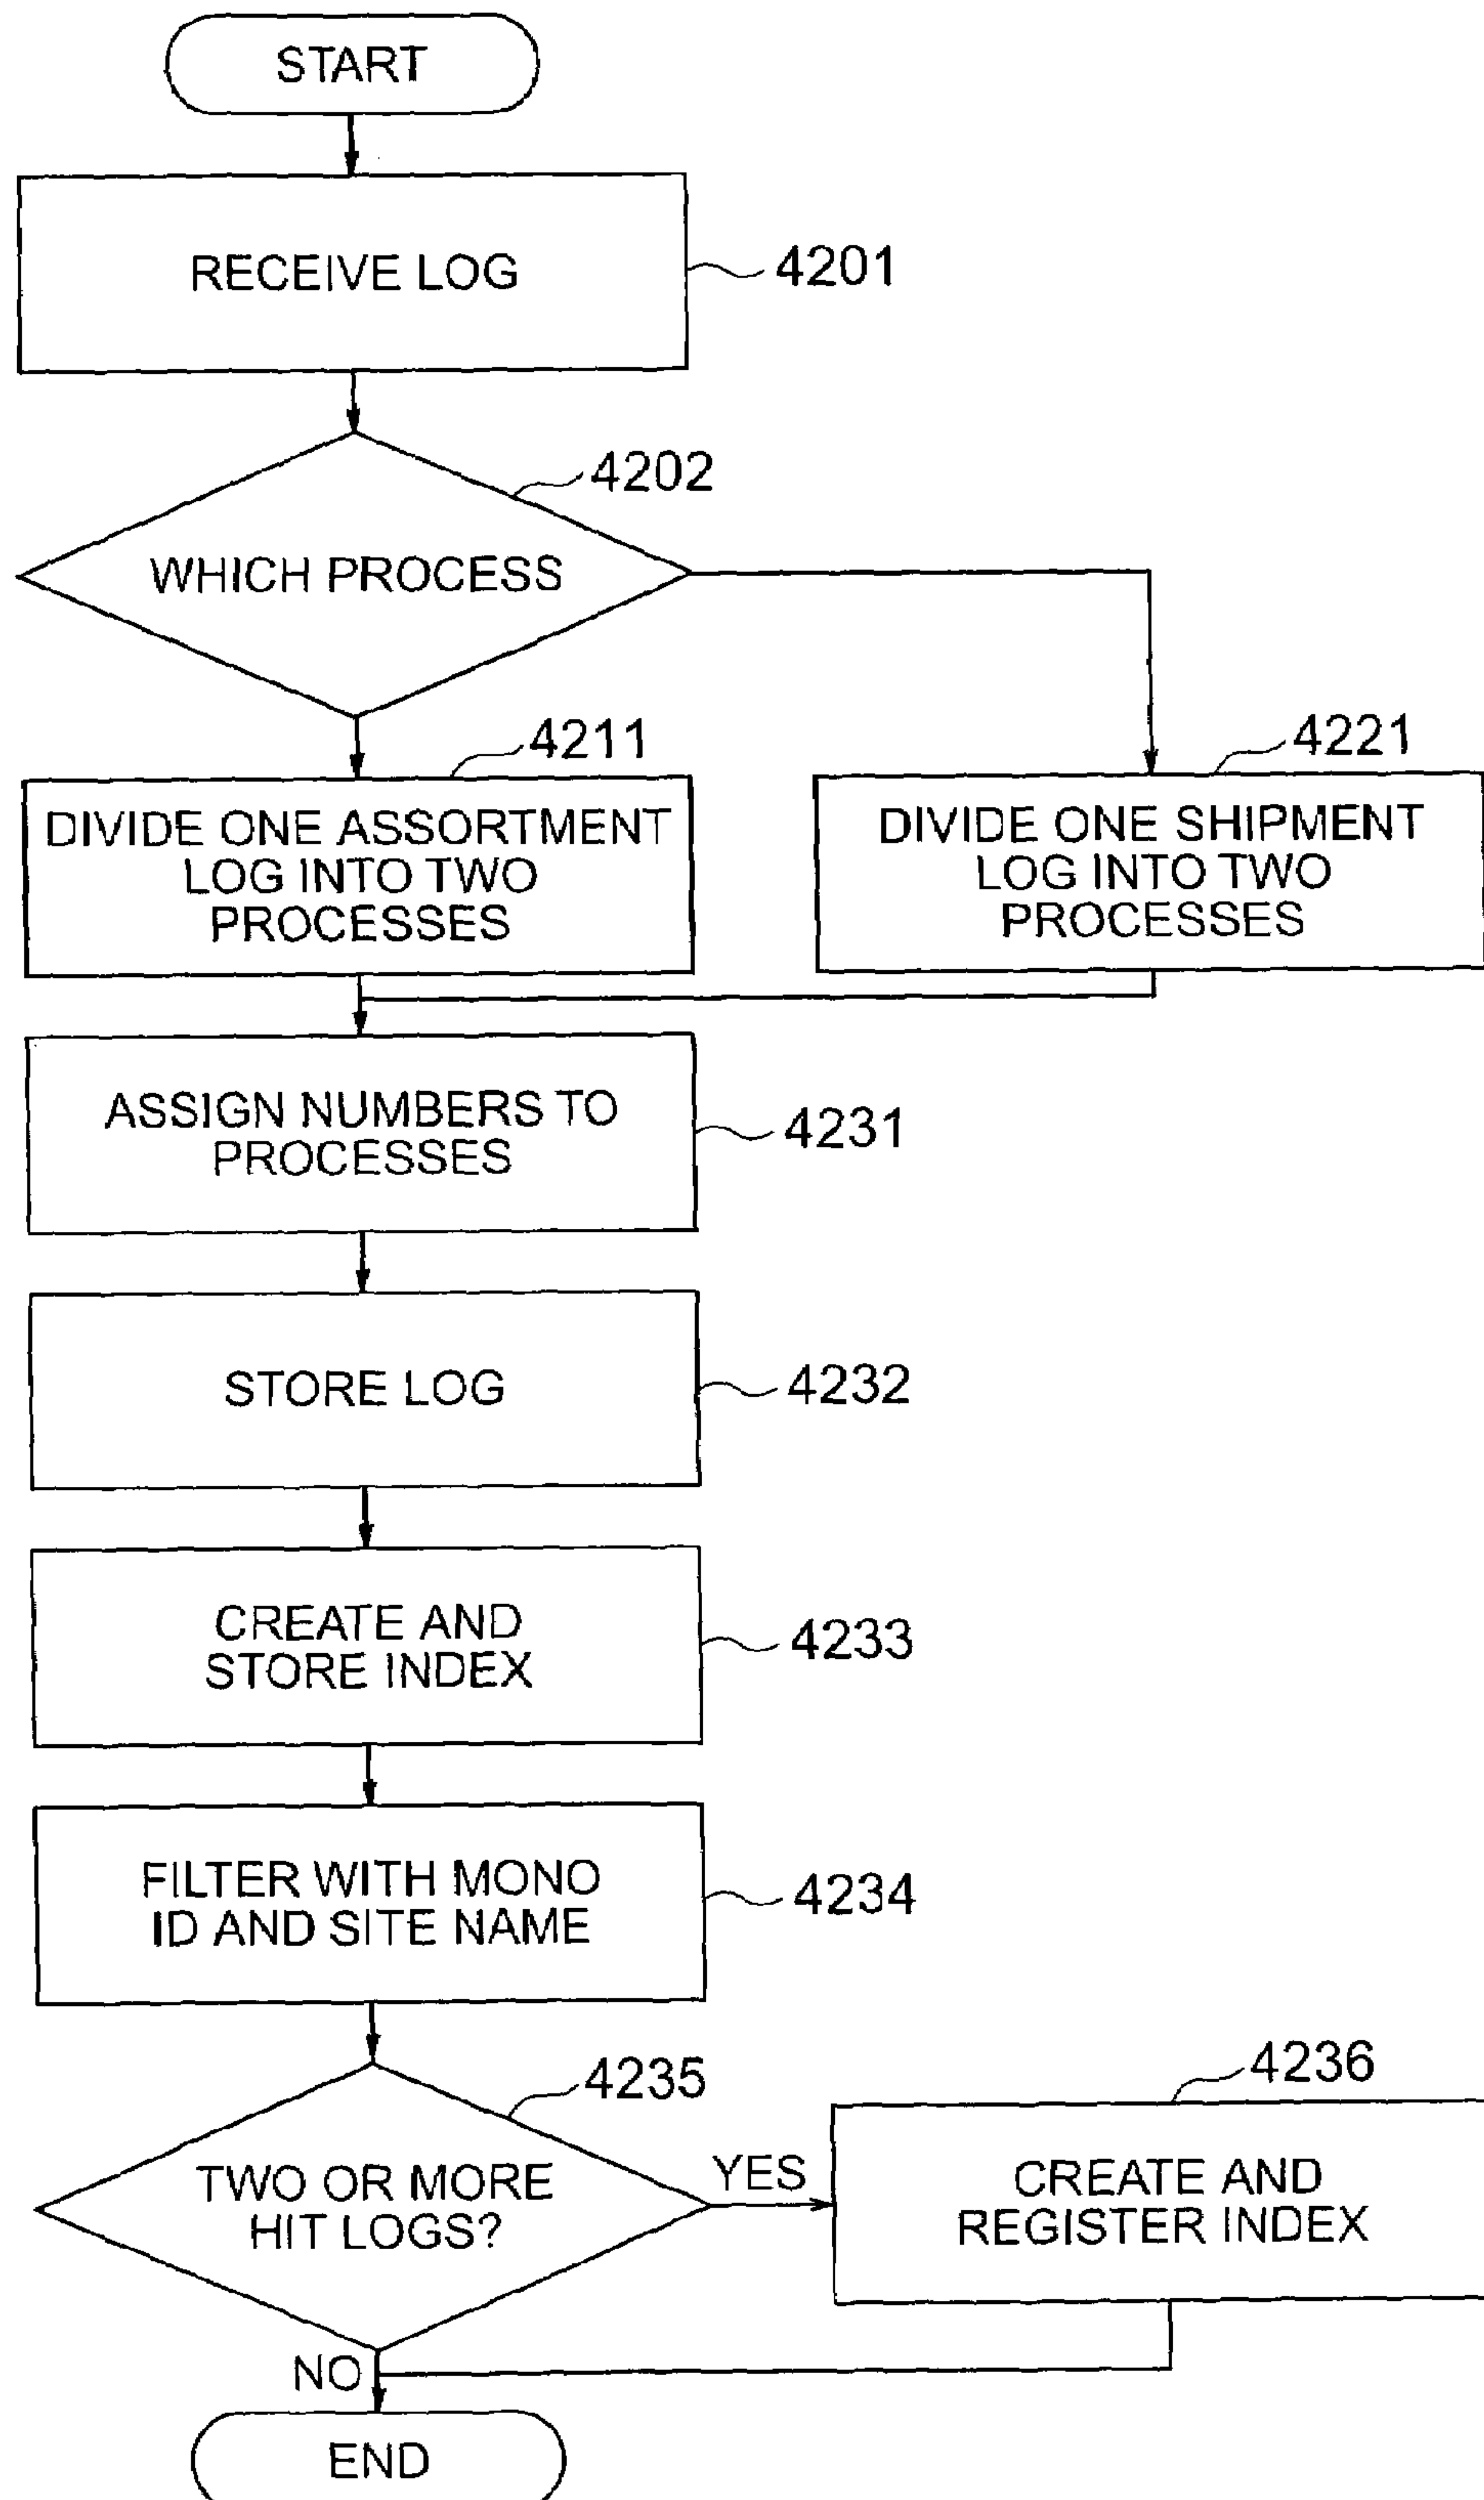 START
RECEIVE LOG
4201
4202
WHICH PROCESS
4211
DIVIDE ONE ASSORTMENT
LOG INTO TWO
PROCESSES
4221
DIVIDE ONE SHIPMENT
LOG INTO TWO
PROCESSES
ASSIGN NUMBERS TO
PROCESSES
4231
STORE LOG
4232
CREATE AND
STORE INDEX
4233
FILTER WITH MONO
ID AND SITE NAME
4234
4235
TWO OR MORE
HIT LOGS?
YES
4236
CREATE AND
REGISTER INDEX
NO
END